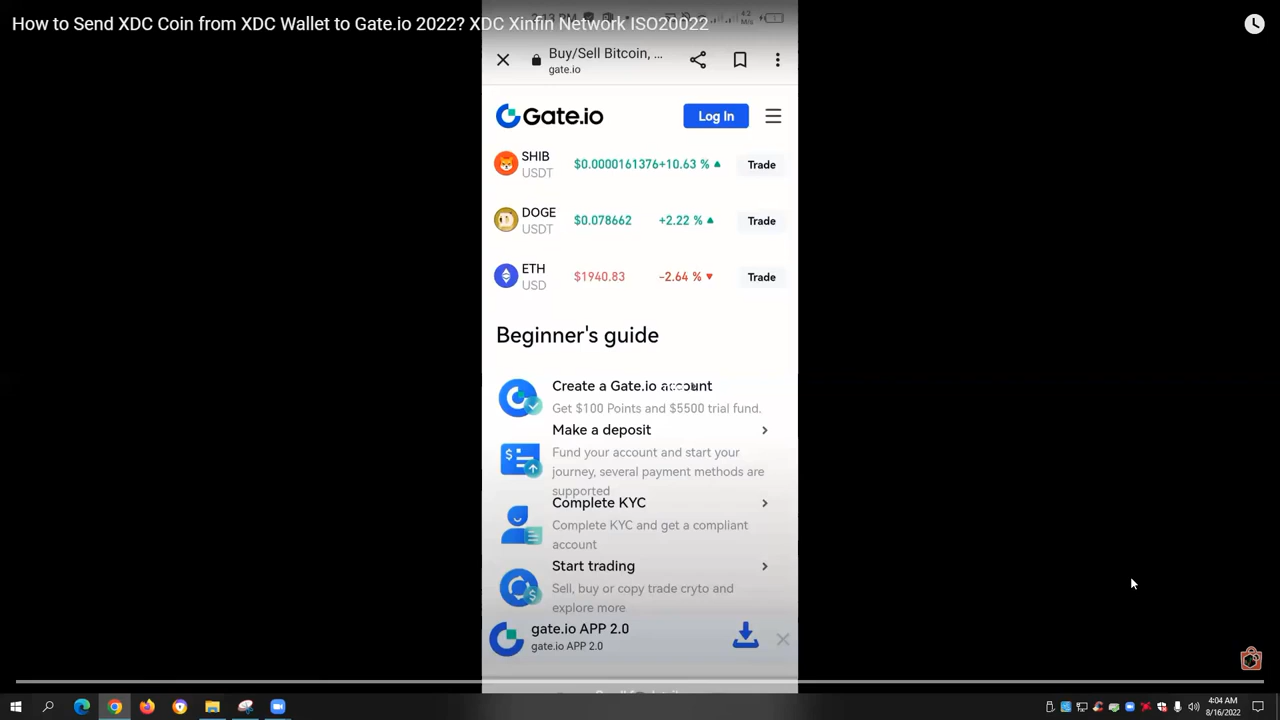 How to Send XDC Coin from XDC Wallet to Gate.io 2022? XDC Xinfin Network ISO20022
Buy/Sell Bitcoin, ...
gate.io
Gate.io
Log In
SHIB
USDT
$0.0000161376+10.63 %
Trade
DOGE
USDT
$0.078662
+2.22 %
Trade
ETH
USD
$1940.83
-2.64 %
Trade
Beginner's guide
Create a Gate.io account
Get $100 Points and $5500 trial fund.
Make a deposit
Fund your account and start your
journey, several payment methods are
supported
Complete KYC
Complete KYC and get a compliant
account
Start trading
Sell, buy or copy trade cryto and
explore more
gate.io APP 2.0
gate.io APP 2.0
4:04 AM
8/16/2022